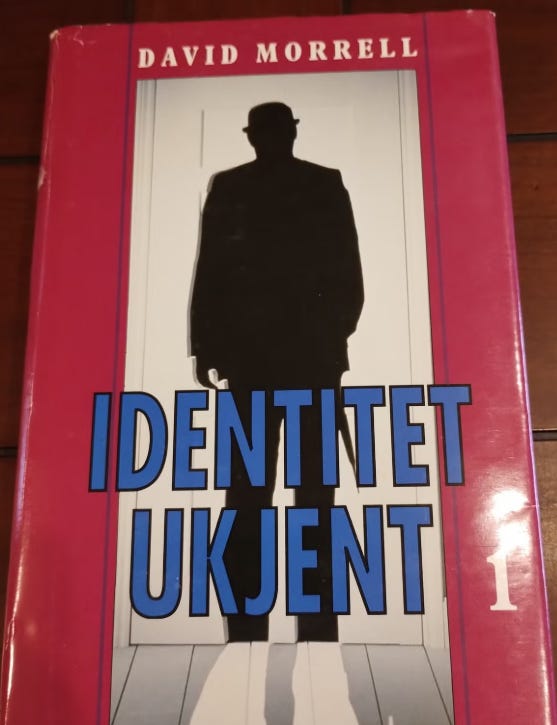 DAVID MORRELL
IDENTITET
UKJENT
1